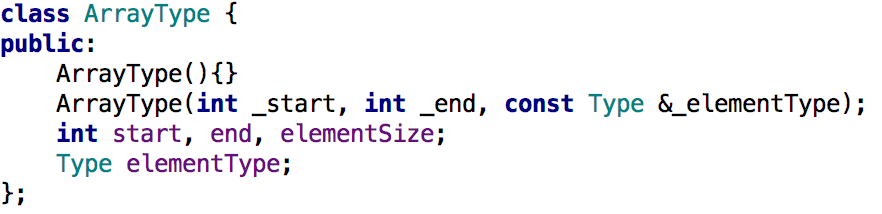 class ArrayType {
public:
    ArrayType(){}
    ArrayType(int _start, int _end, const Type &_elementType);
    int start, end, elementSize;
    Type elementType;
};